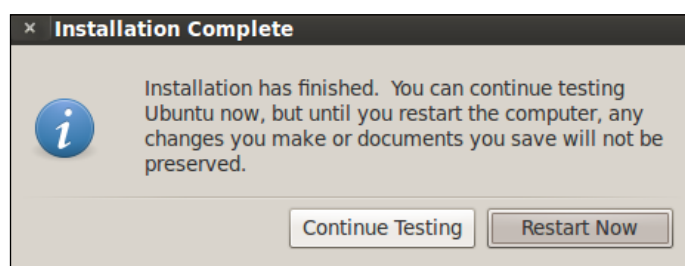 × Installation Complete
Installation has finished. You can continue testing
Ubuntu now, but until you restart the computer, any
changes you make or documents you save will not be
preserved.
i
Continue Testing Restart Now